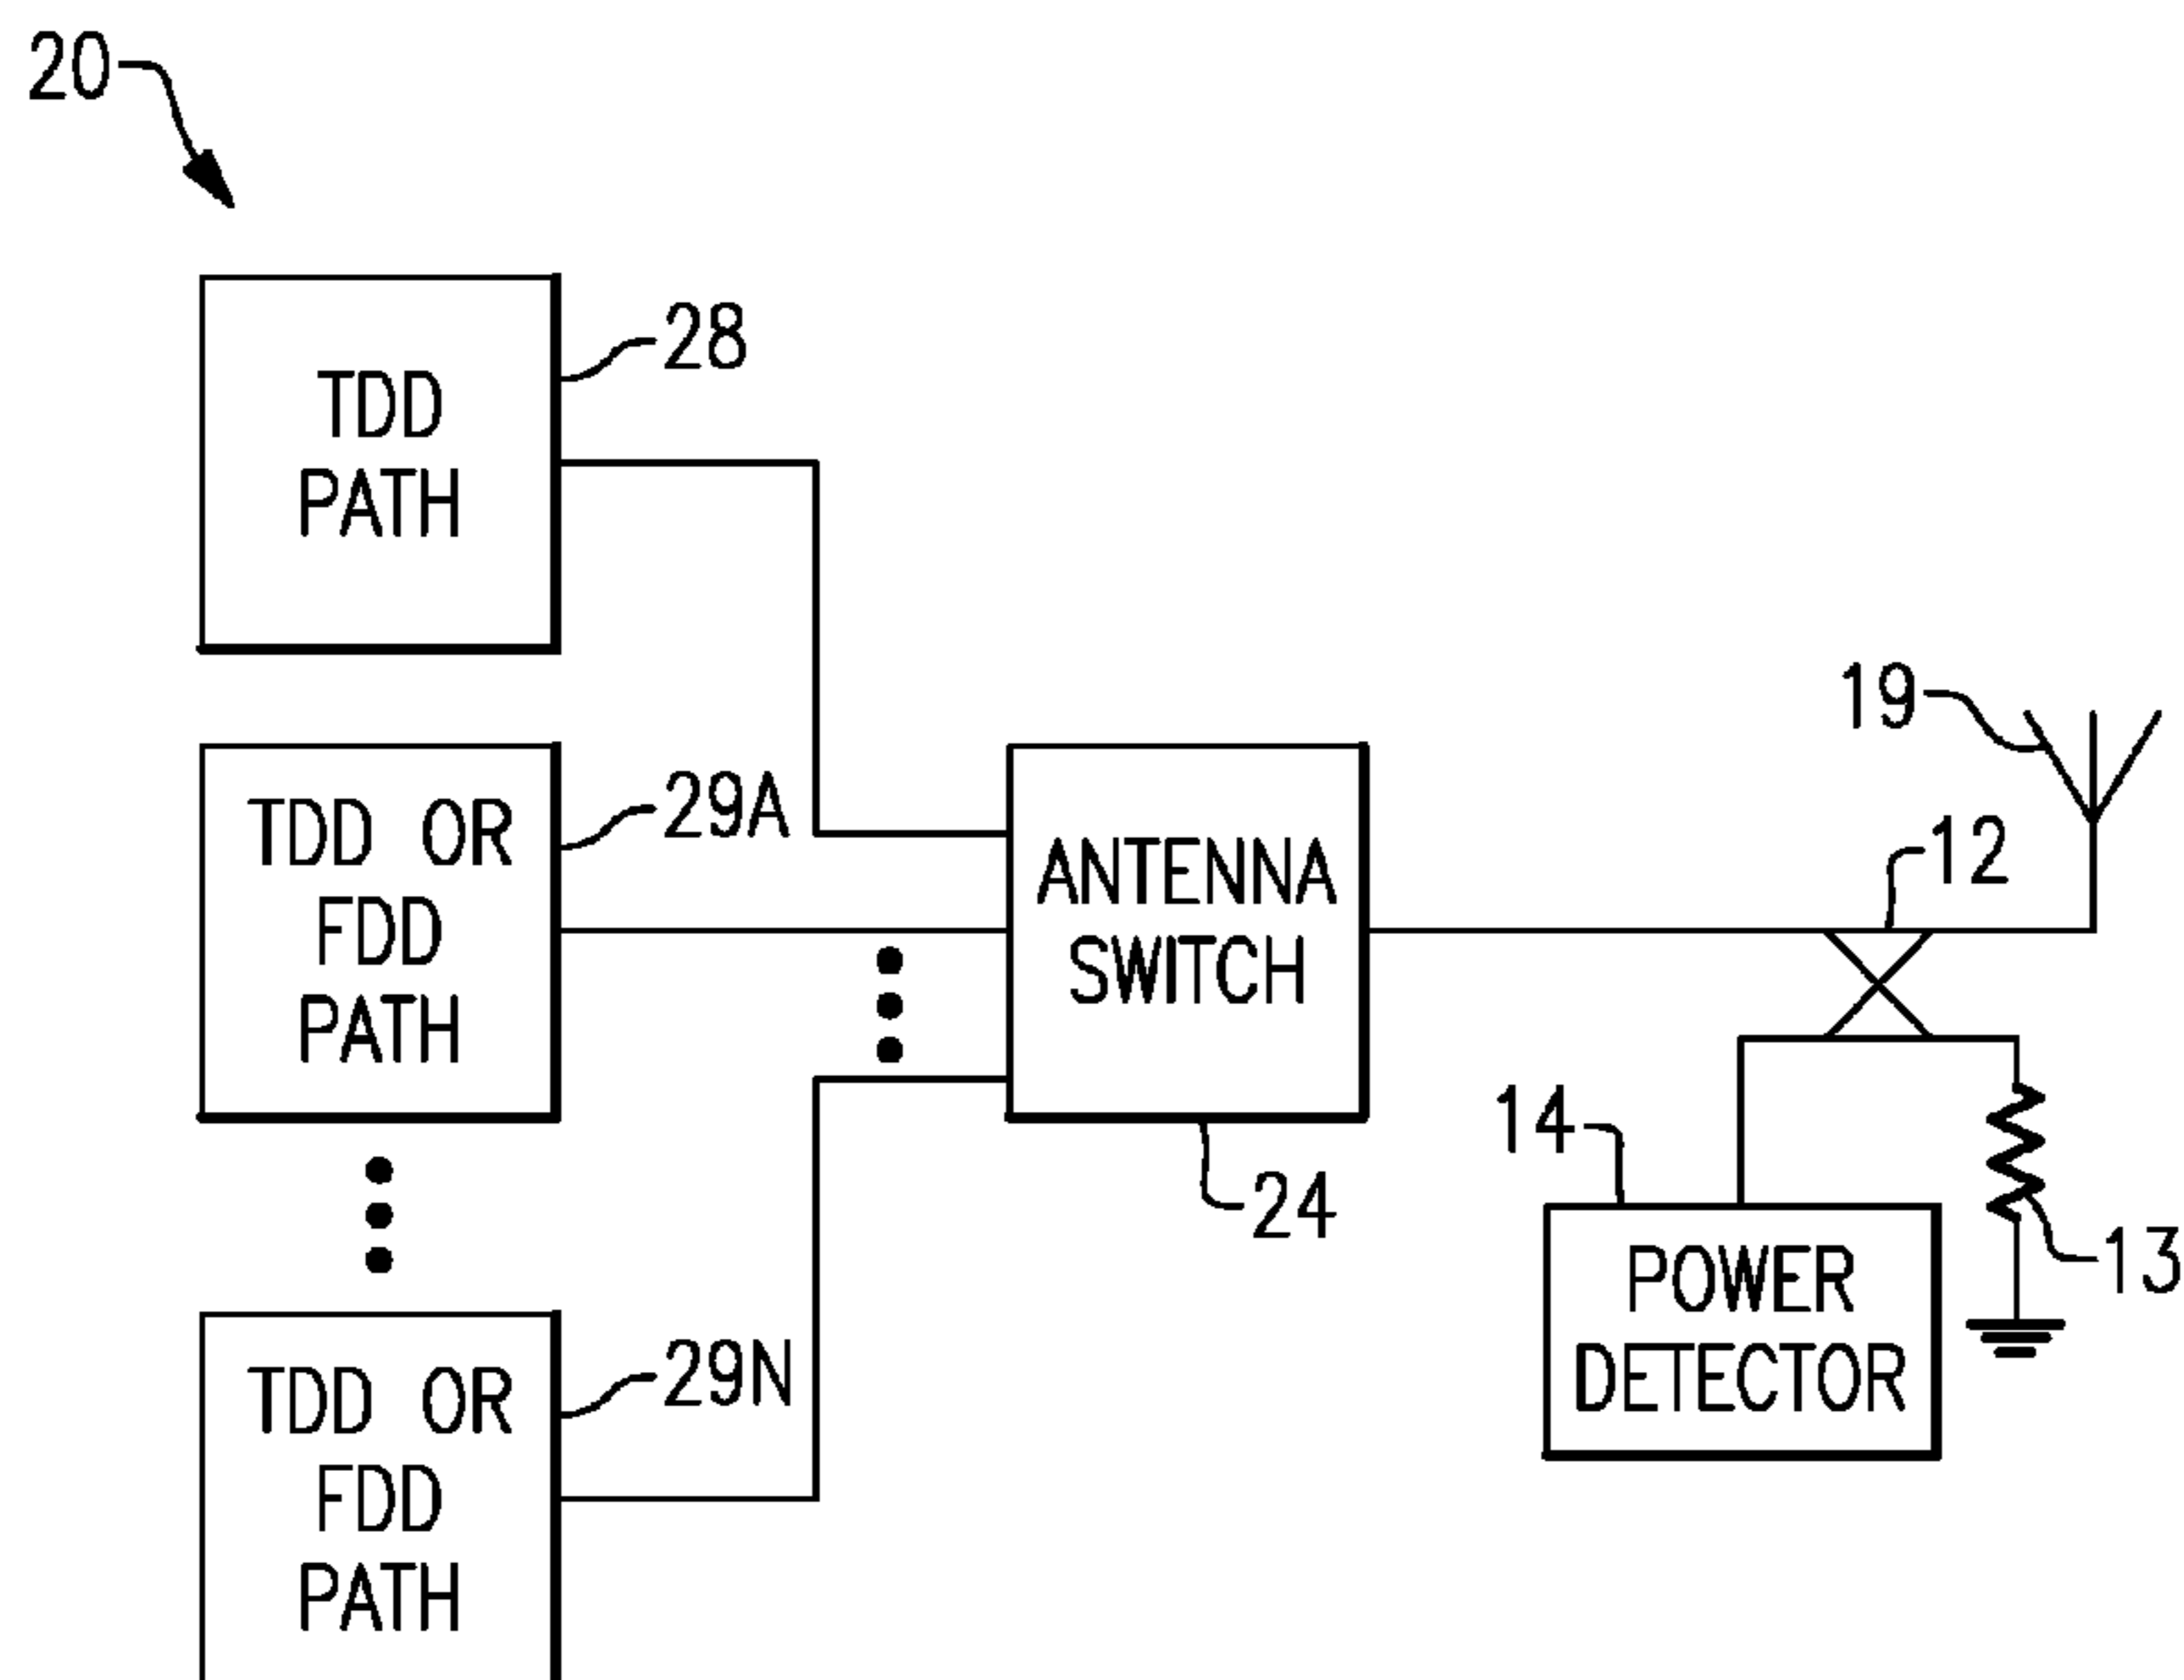 20
TDD
PATH
28
TDD OR
FDD
PATH
29A
ANTENNA
SWITCH
24
19
12
14
POWER
DETECTOR
13
TDD OR
FDD
PATH
29N